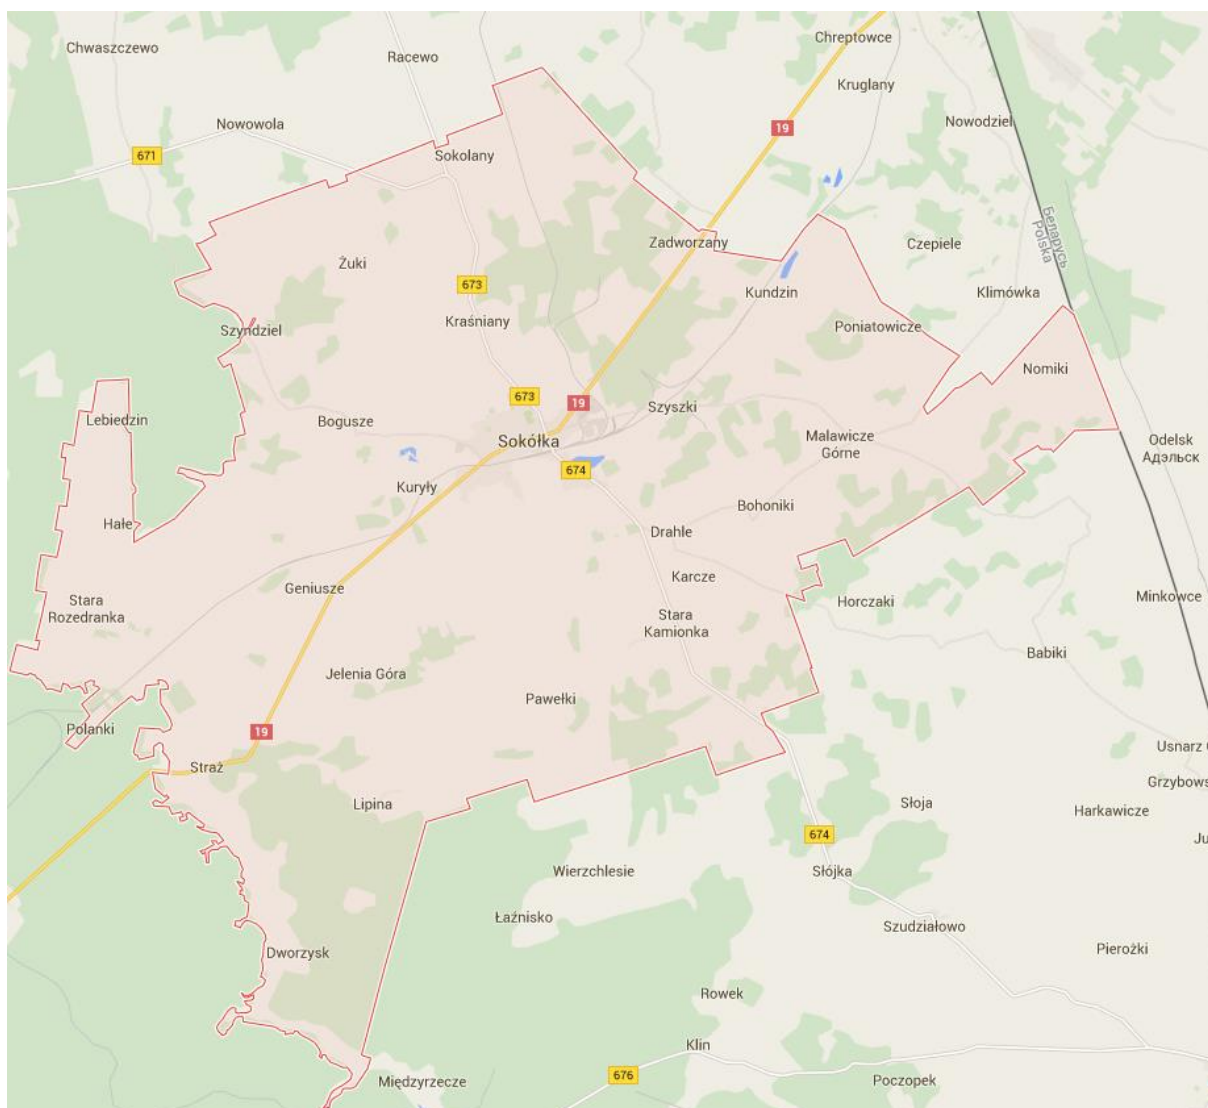 Chreptowce
Chwaszczewo
Racewo
Kruglany
Nowodziel
Nowowola
19
671
Sokolany
Беларусь
Polska
Zadworzany
Czepiele
Żuki
673
Kundzin
Klimówka
Kraśniany
Poniatowicze
Szyndziel
Nomiki
673
19
Szyszki
Lebiedzin
Bogusze
Sokółka
Malawicze
Górne
Odelsk
Адэльск
674
Kuryły
Bohoniki
Hałe
Drahle
Karcze
Geniusze
Minkowce
Stara
Rozedranka
Horczaki
Stara
Kamionka
Babiki
Jelenia Góra
Pawełki
Polanki
19
Usnarz
Straż
Grzybows
Lipina
Słoja
Harkawicze
674
Ju
Wierzchlesie
Słójka
Łaźnisko
Szudziałowo
Dworzysk
Pierożki
Rowek
Klin
676
Międzyrzecze
Poczopek